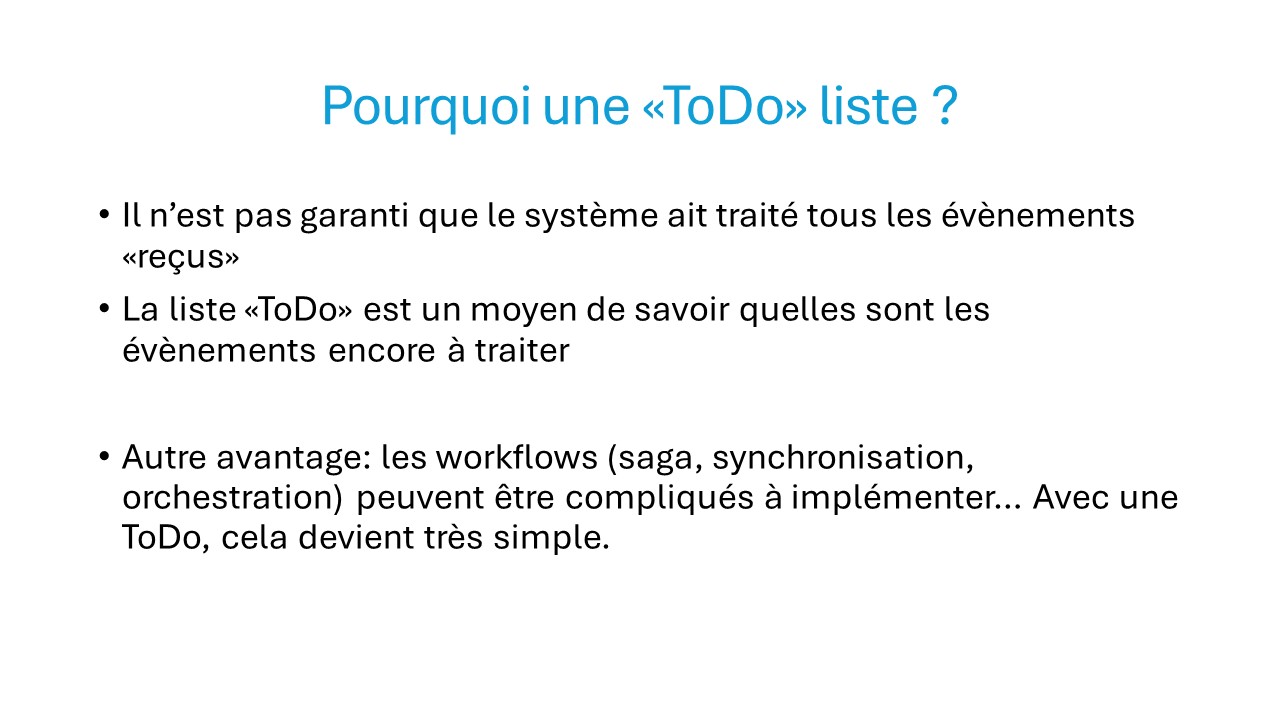 Pourquoi une «ToDo» liste ?
• Il n’est pas garanti que le système ait traité tous les évènements
«reçus»
• La liste «ToDo» est un moyen de savoir quelles sont les
évènements encore à traiter
• Autre avantage: les workflows (saga, synchronisation,
orchestration) peuvent être compliqués à implémenter... Avec une
ToDo, cela devient très simple.